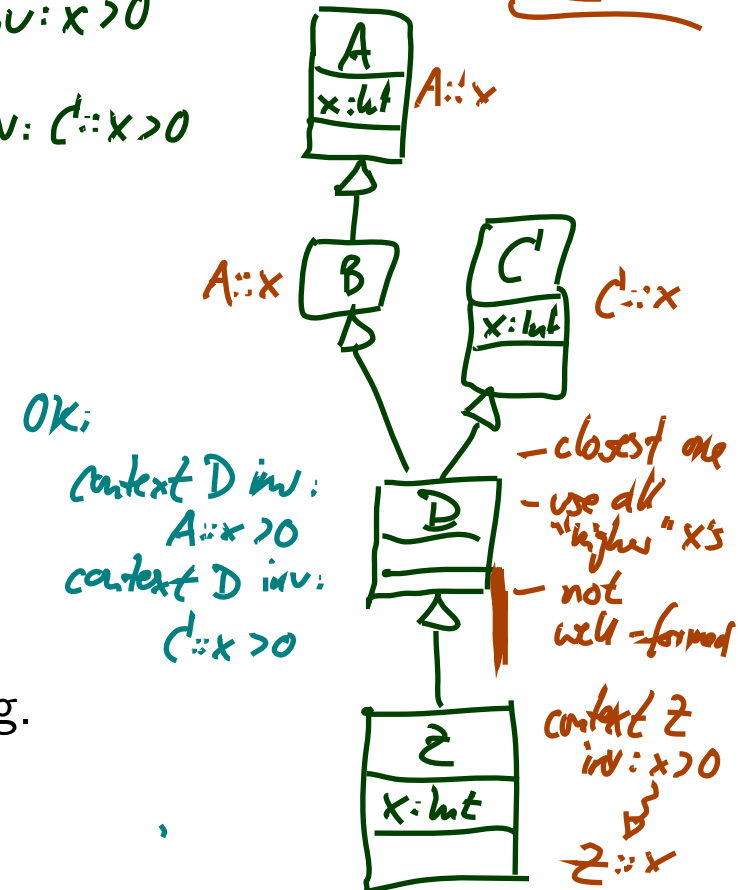 : x > 0
A
x : Int
A::x
v: C::x > 0
B
A::x
C
x : Int
C::x
OK:
context D inv:
A::x > 0
context D inv:
C::x > 0
D
- closest one
- use all
"higher" x's
- not
well-formed
g.
Z
x : Int
context Z
inv : x > 0
Z::x